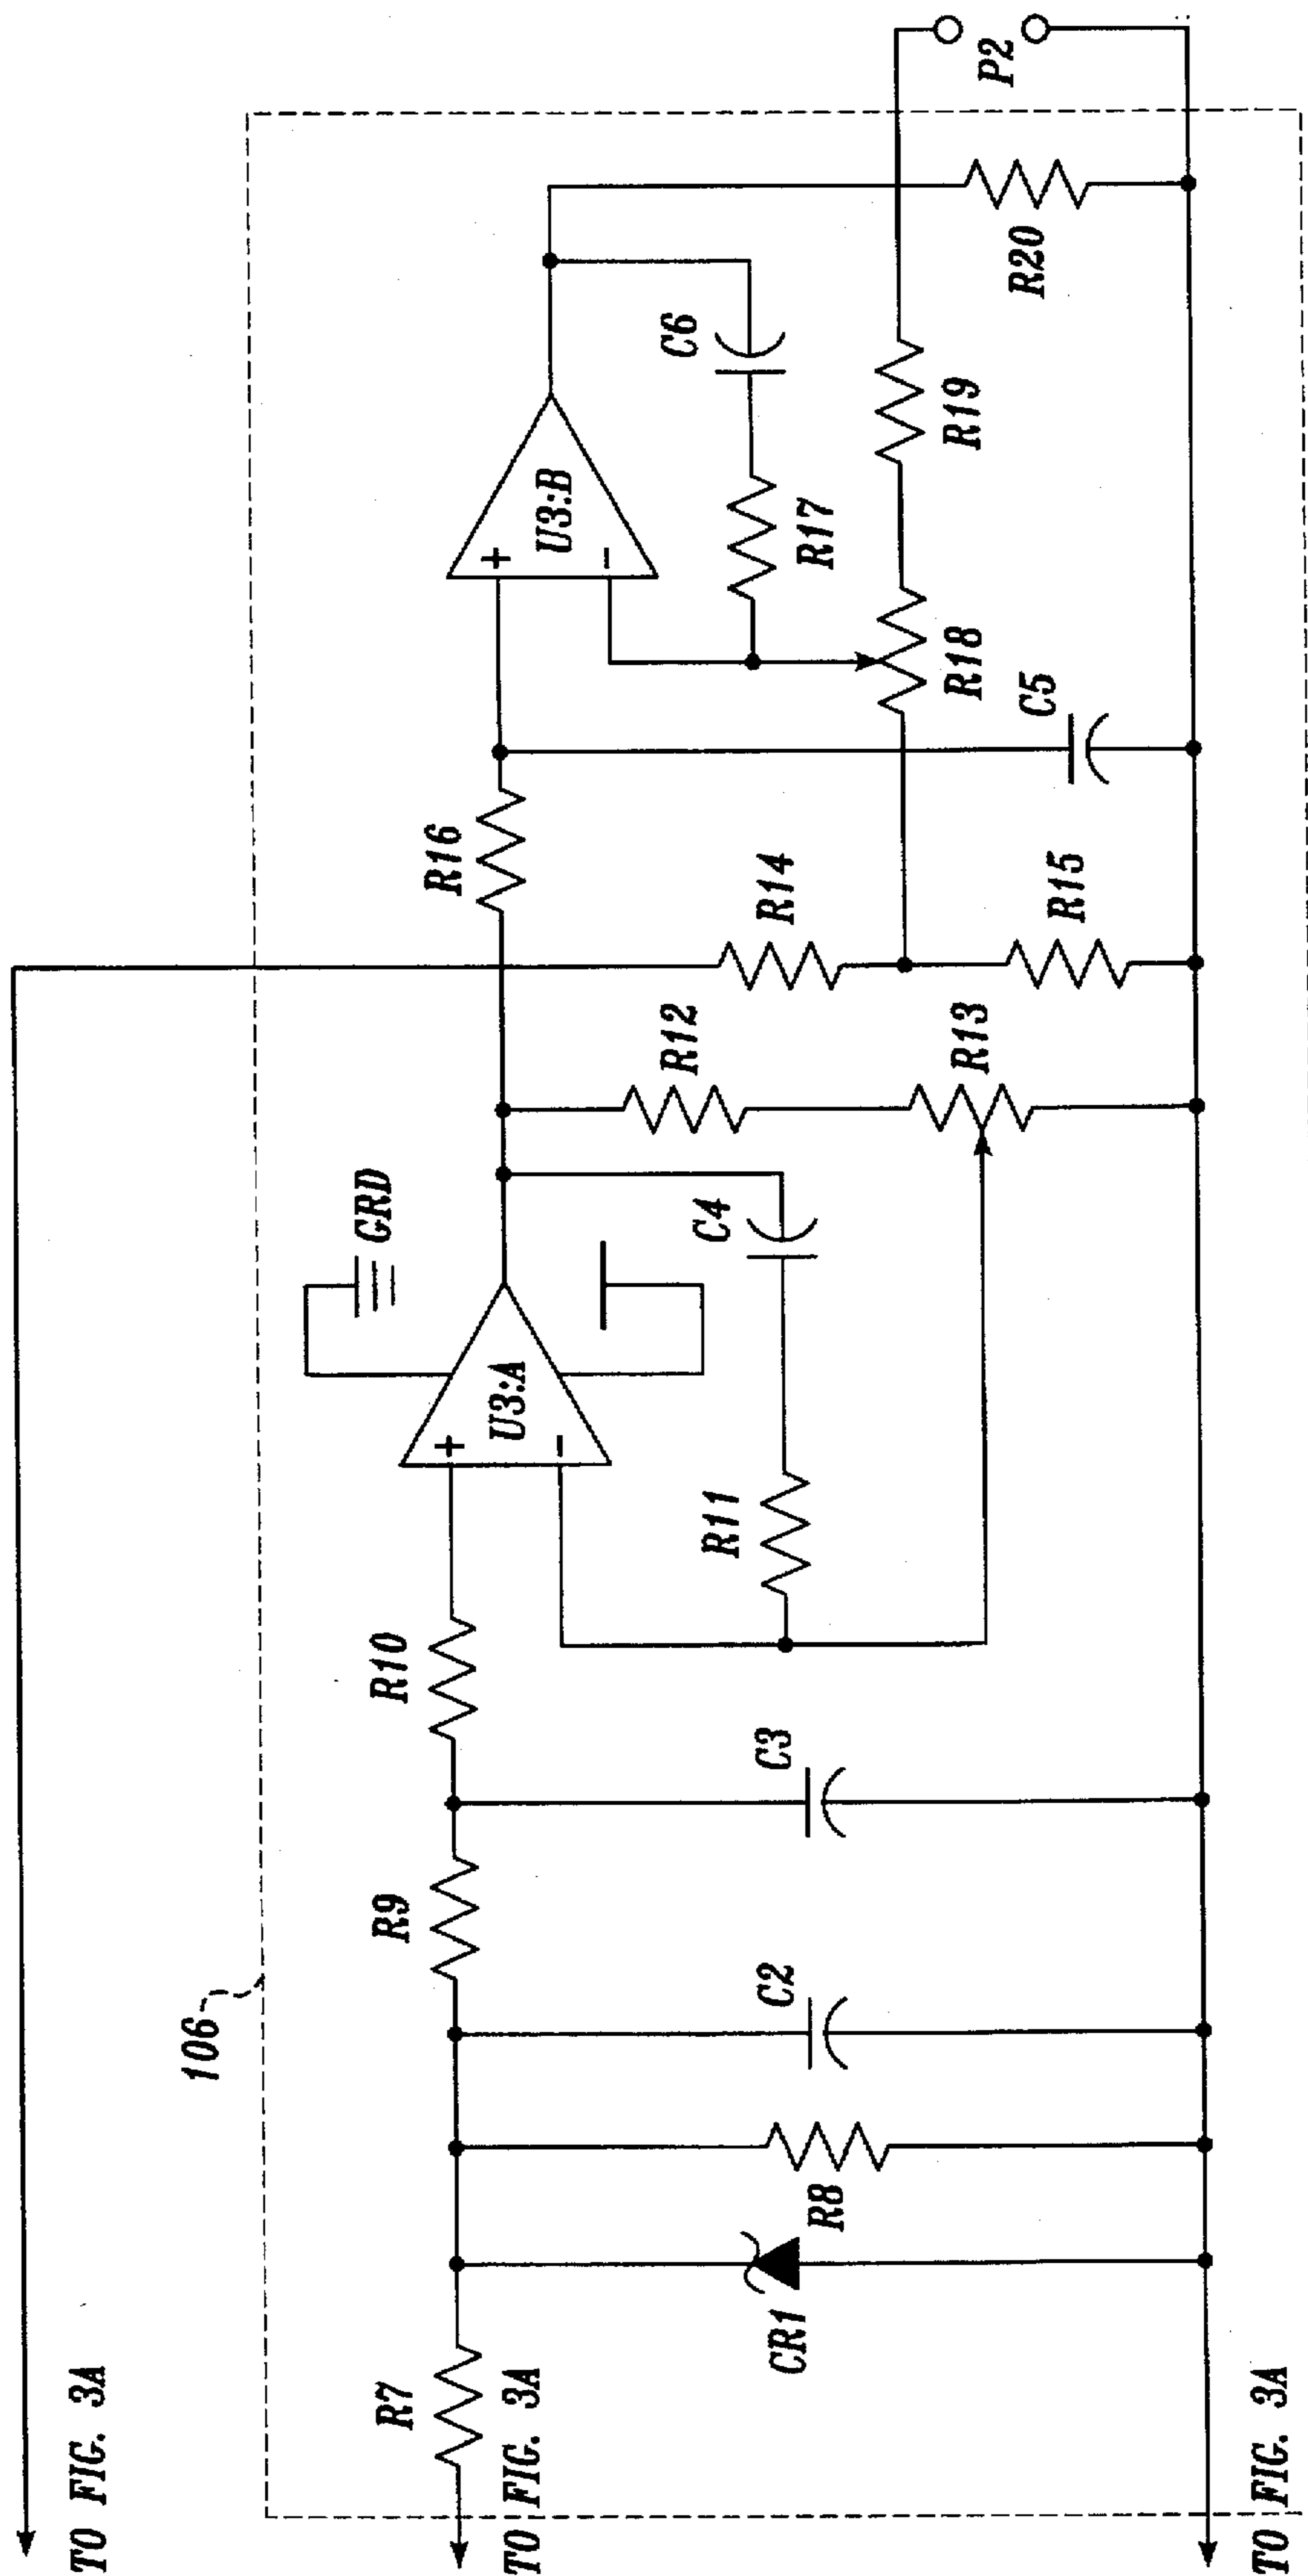 TO FIG. 3A
106
R7
TO FIG. 3A
CR1
R8
C2
R9
C3
R10
+
-
U3:A
GRD
R11
C4
R12
R13
R14
R15
R16
C5
+
-
U3:B
R17
C6
R18
R19
R20
P2
TO FIG. 3A